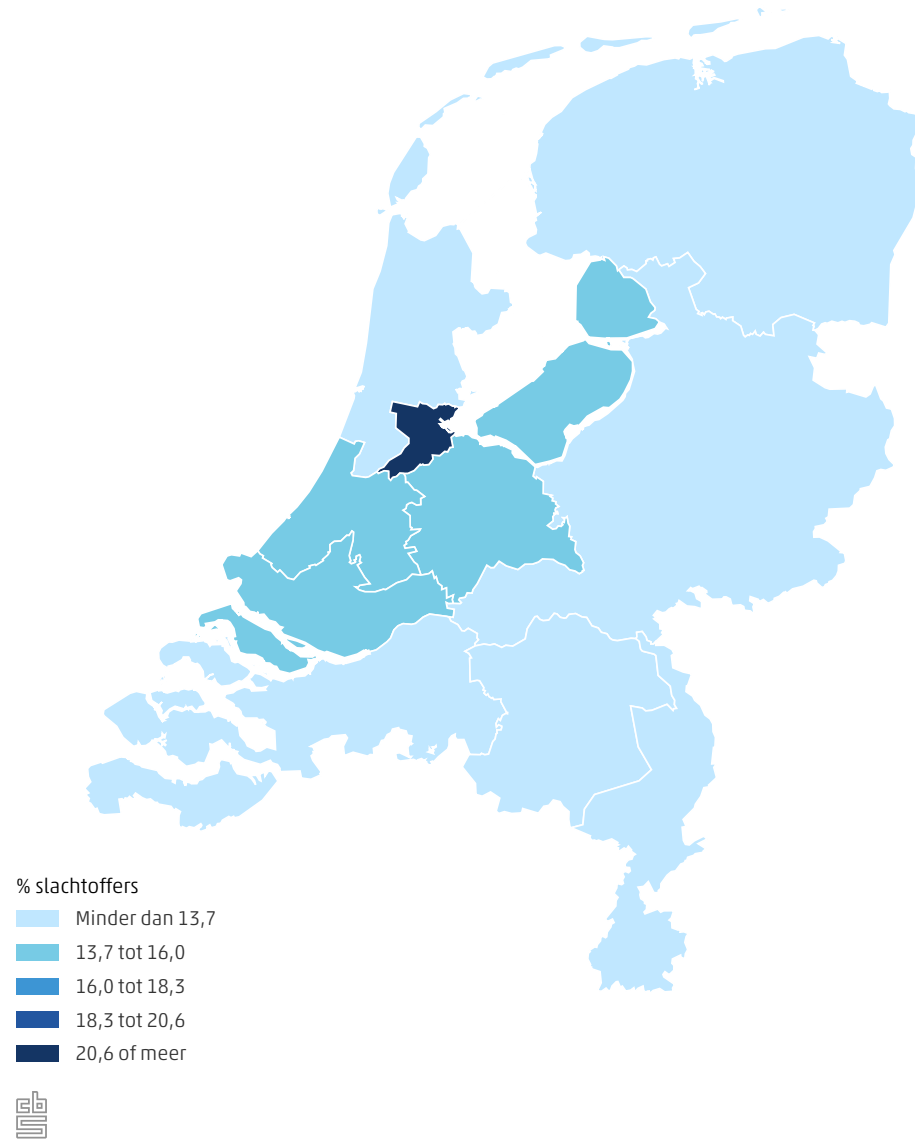 % slachtoffers
Minder dan 13,7
13,7 tot 16,0
16,0 tot 18,3
18,3 tot 20,6
20,6 of meer
cbs